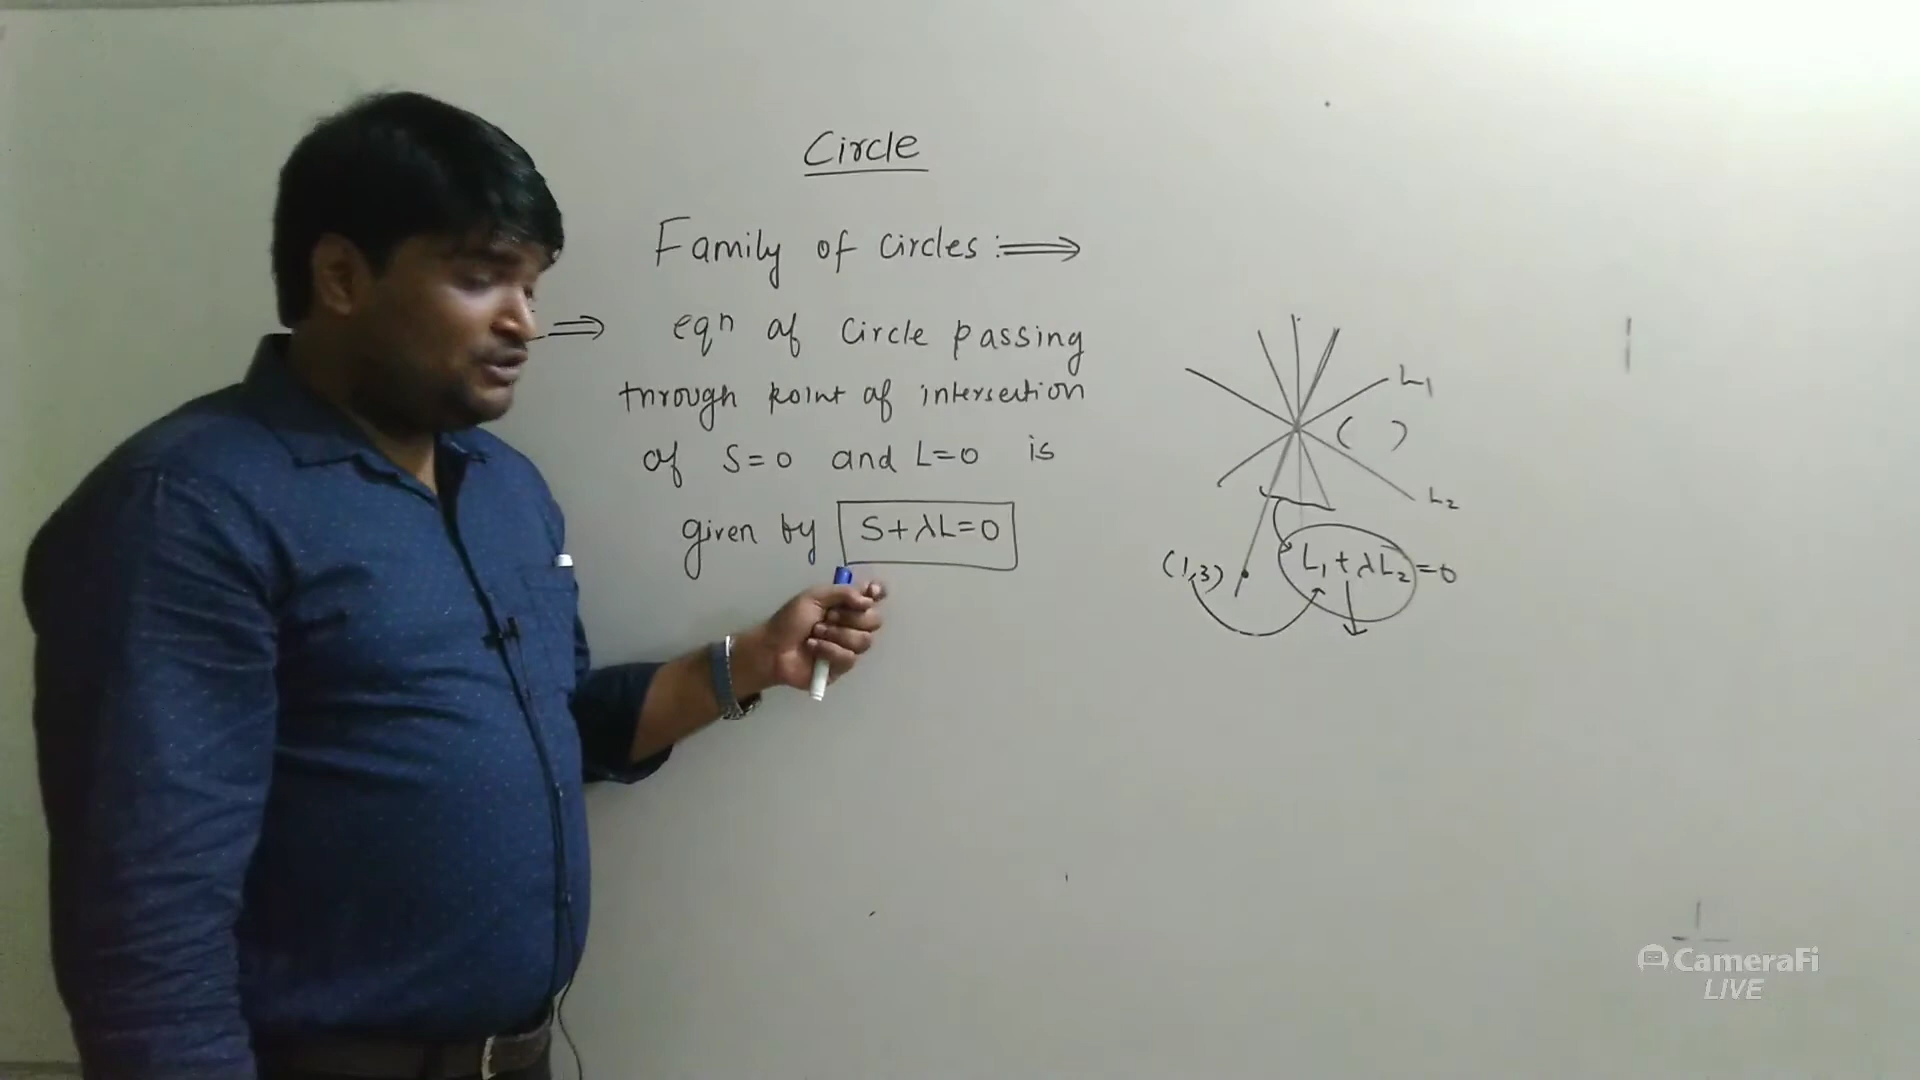 Circle
Family of circles :⟹
⟹ eqn of Circle passing
through point of intersection
of S=0 and L=0 is
given by S+λL=0
L1
( )
L2
(1,3)
L1+λL2=0
CameraFi
LIVE